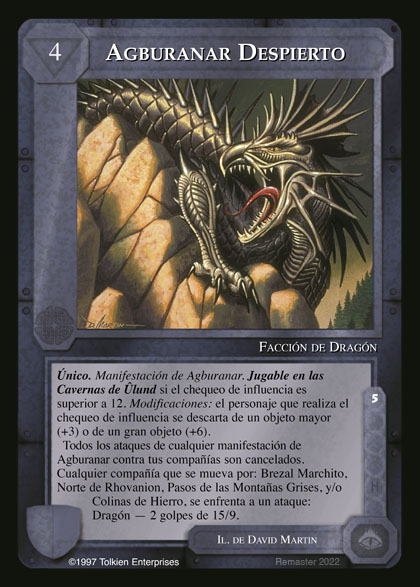 4
AGBURANAR DESPIERTO
D. MARTIN
FACCIÓN DE DRAGÓN
Único. Manifestación de Agburanar. Jugable en las
Cavernas de Ûlund si el chequeo de influencia es
superior a 12. Modificaciones: el personaje que realiza el
chequeo de influencia se descarta de un objeto mayor
(+3) o de un gran objeto (+6).
Todos los ataques de cualquier manifestación de
Agburanar contra tus compañías son cancelados.
Cualquier compañía que se mueva por: Brezal Marchito,
Norte de Rhovanion, Pasos de las Montañas Grises, y/o
Colinas de Hierro, se enfrenta a un ataque:
Dragón — 2 golpes de 15/9.
5
IL. DE DAVID MARTIN
©1997 Tolkien Enterprises
Remaster 2022